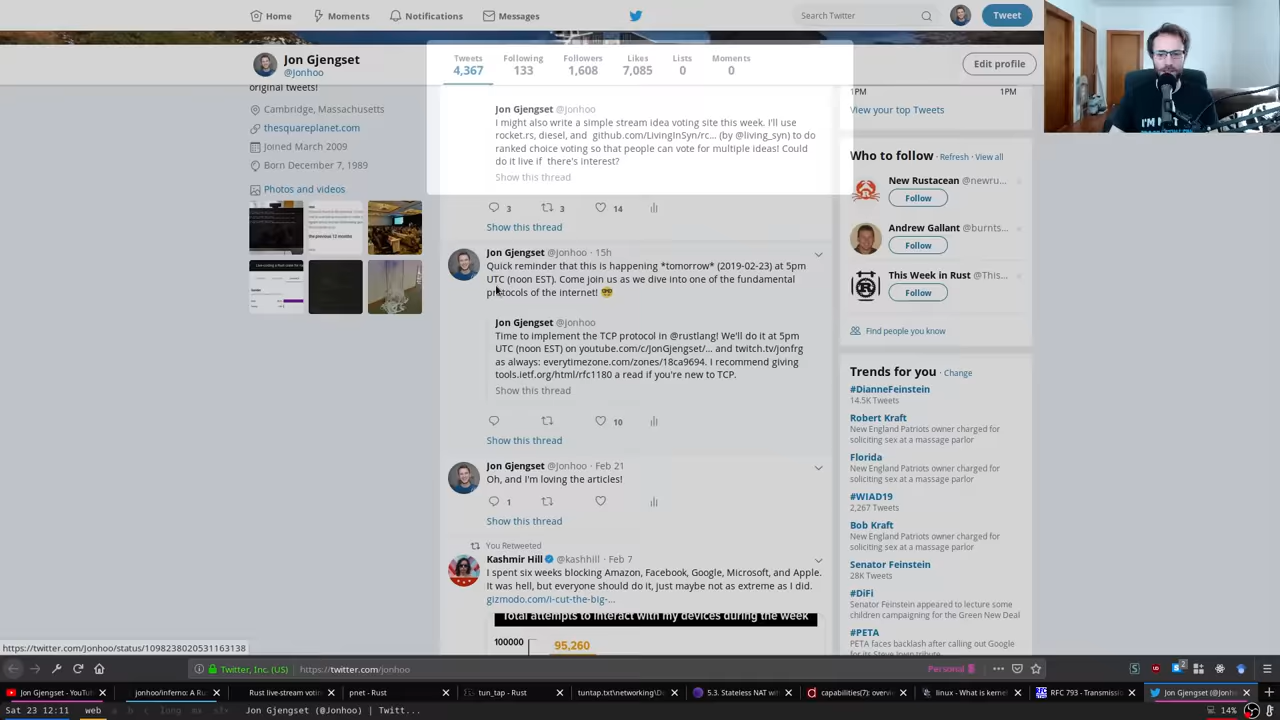 Home
Moments
Notifications
Messages
Search Twitter
Tweet
Jon Gjengset
@Jonhoo
Tweets
4,367
Following
133
Followers
1,608
Likes
7,085
Lists
0
Moments
0
Edit profile
original tweets!
Cambridge, Massachusetts
thesquareplanet.com
Joined March 2009
Born December 7, 1989
Photos and videos
Jon Gjengset @Jonhoo
I might also write a simple stream idea voting site this week. I'll use
rocket.rs, diesel, and github.com/LivingInSyn/rc... (by @living_syn) to do
ranked choice voting so that people can vote for multiple ideas! Could
do it live if there's interest?
Show this thread
3 3 14
Show this thread
Jon Gjengset @Jonhoo · 15h
Quick reminder that this is happening *tomorrow* (2019-02-23) at 5pm
UTC (noon EST). Come join us as we dive into one of the fundamental
protocols of the internet! 🤓
Jon Gjengset @Jonhoo
Time to implement the TCP protocol in @rustlang! We'll do it at 5pm
UTC (noon EST) on youtube.com/c/JonGjengset/... and twitch.tv/jonfrg
as always: everytimezone.com/zones/18ca9694. I recommend giving
tools.ietf.org/html/rfc1180 a read if you're new to TCP.
Show this thread
10
Show this thread
Jon Gjengset @Jonhoo · Feb 21
Oh, and I'm loving the articles!
1
Show this thread
You Retweeted
Kashmir Hill @kashhill · Feb 7
I spent six weeks blocking Amazon, Facebook, Google, Microsoft, and Apple.
It was hell, but everyone should do it, just maybe not as extreme as I did.
gizmodo.com/i-cut-the-big-...
Total attempts to interact with my devices during the week
100000
95,260
1PM 1PM
View your top Tweets
Who to follow · Refresh · View all
New Rustacean @newru...
Follow
Andrew Gallant @burnts...
Follow
This Week in Rust @This...
Follow
Find people you know
Trends for you · Change
#DianneFeinstein
14.5K Tweets
Robert Kraft
New England Patriots owner charged for
soliciting sex at a massage parlor
Florida
New England Patriots owner charged for
soliciting sex at a massage parlor
#WIAD19
2,267 Tweets
Bob Kraft
New England Patriots owner charged for
soliciting sex at a massage parlor
Senator Feinstein
28K Tweets
#DiFi
Senator Feinstein appeared to lecture some
children campaigning for the Green New Deal
#PETA
PETA faces backlash after calling out Google
https://twitter.com/Jonhoo/status/1098238020531163138
Twitter, Inc. (US)
https://twitter.com/jonhoo
Personal
2
Jon Gjengset - YouTu
jonhoo/inferno: A Ru
Rust live-stream votin
pnet - Rust
tun_tap - Rust
tuntap.txt\networking\D
5.3. Stateless NAT wi
capabilities(7): overvi
linux - What is kerne
RFC 793 - Transmissi
Jon Gjengset (@Jonh
Sat 23 12:11 web long ma Jon Gjengset (@Jonhoo) | Twitt...
14%